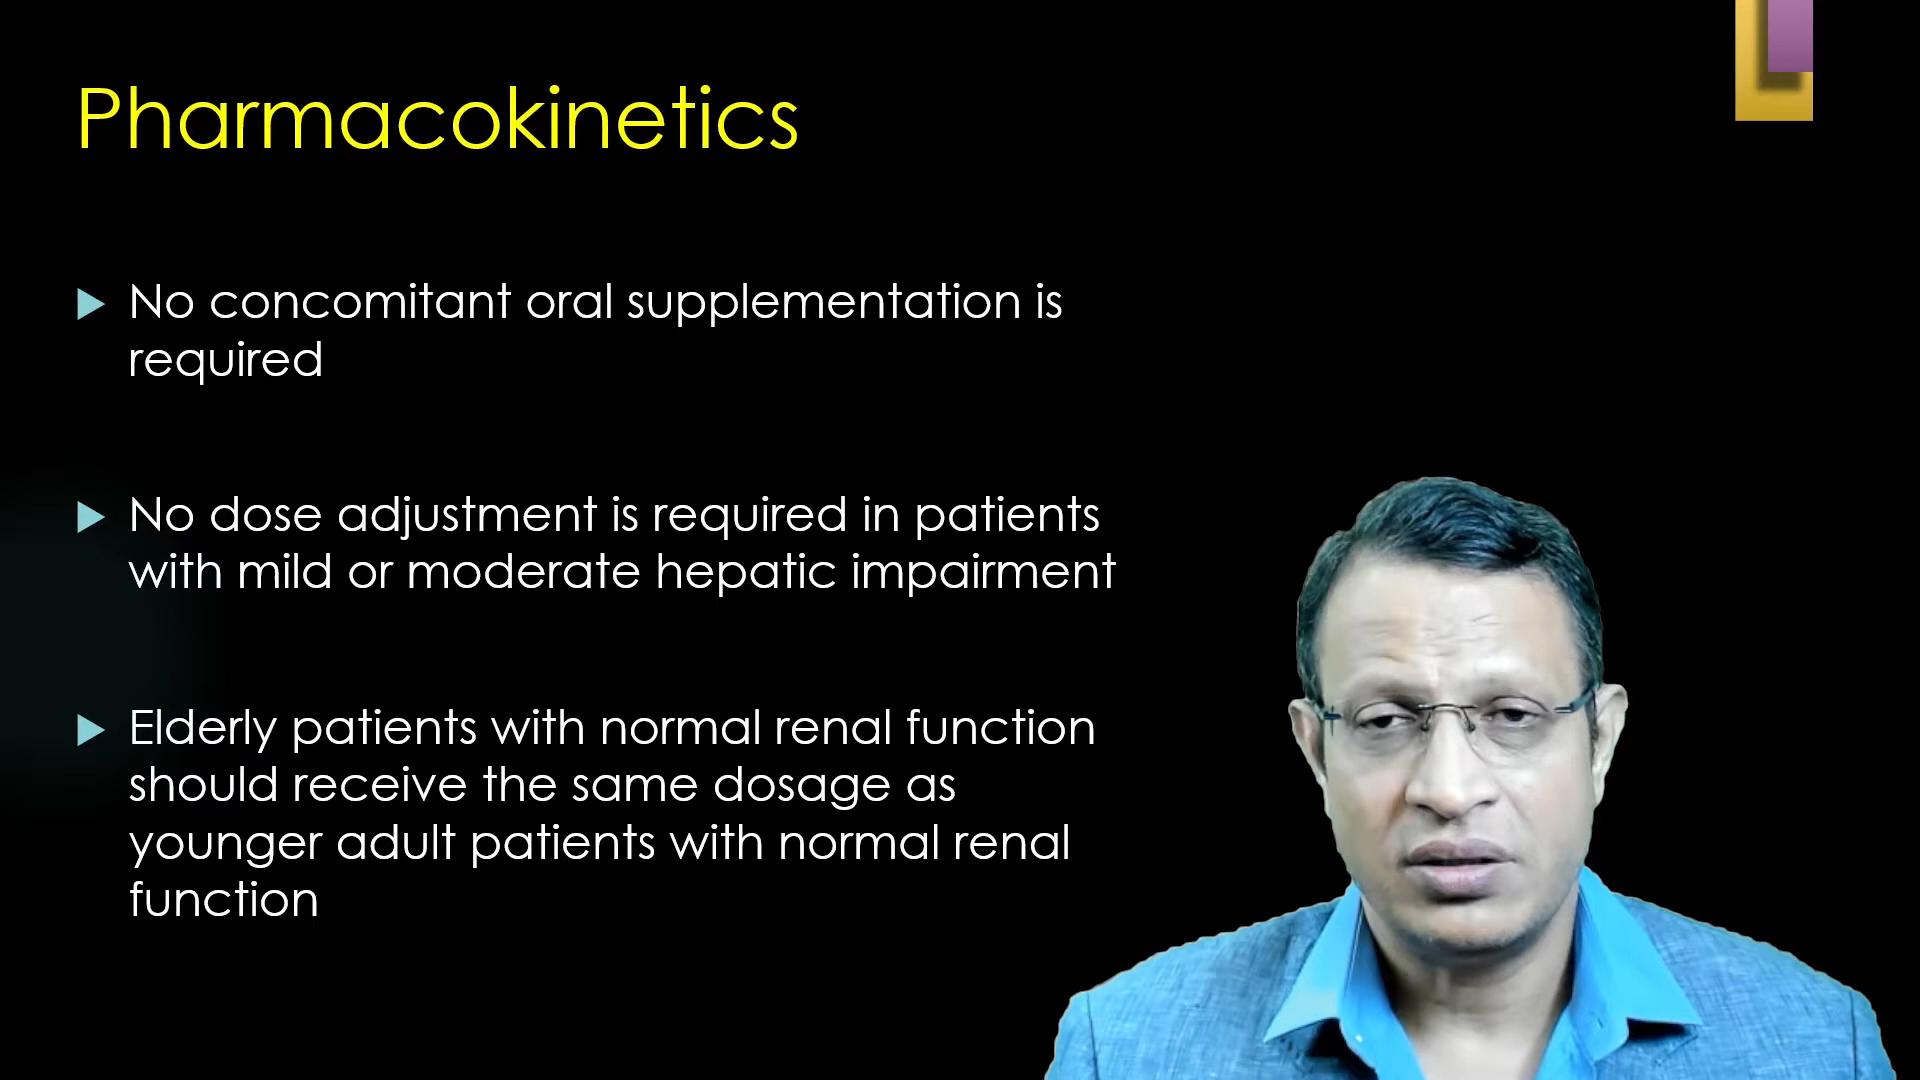 Pharmacokinetics
No concomitant oral supplementation is
required
No dose adjustment is required in patients
with mild or moderate hepatic impairment
Elderly patients with normal renal function
should receive the same dosage as
younger adult patients with normal renal
function